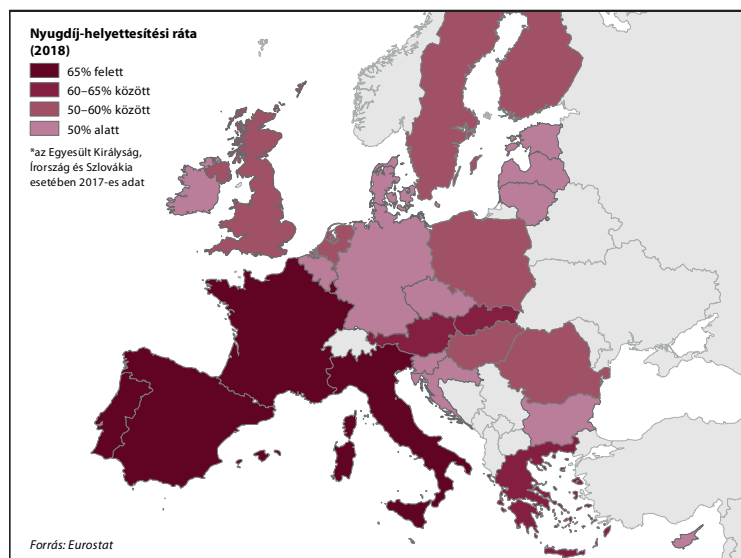 Nyugdíj-helyettesítési ráta
(2018)
65% felett
60–65% között
50–60% között
50% alatt
*az Egyesült Királyság,
Írország és Szlovákia
esetében 2017-es adat
Forrás: Eurostat